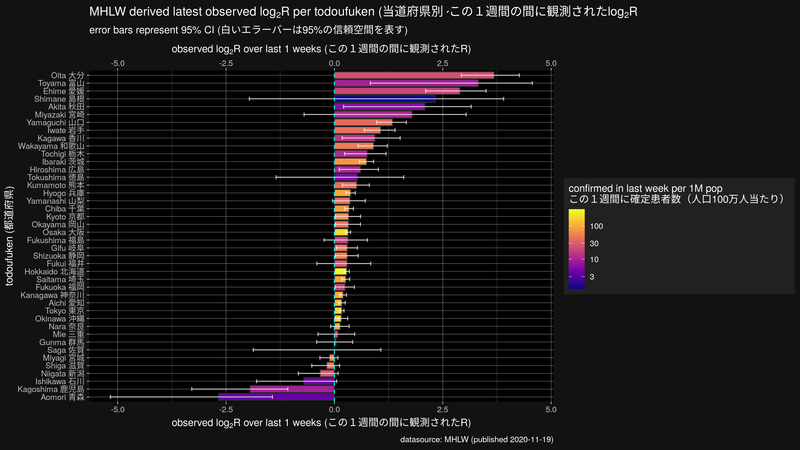 MHLW derived latest observed log₂R per todoufuken (当道府県別 -この１週間の間に観測されたlog₂R
error bars represent 95% CI (白いエラーバーは95%の信頼空間を表す)
observed log₂R over last 1 weeks (この１週間の間に観測されたR)
-5.0 -2.5 0.0 2.5 5.0
todoufuken (都道府県)
Oita 大分
Toyama 富山
Ehime 愛媛
Shimane 島根
Akita 秋田
Miyazaki 宮崎
Yamaguchi 山口
Iwate 岩手
Kagawa 香川
Wakayama 和歌山
Tochigi 栃木
Ibaraki 茨城
Hiroshima 広島
Tokushima 徳島
Kumamoto 熊本
Hyogo 兵庫
Yamanashi 山梨
Chiba 千葉
Kyoto 京都
Okayama 岡山
Osaka 大阪
Fukushima 福島
Gifu 岐阜
Shizuoka 静岡
Fukui 福井
Hokkaido 北海道
Saitama 埼玉
Fukuoka 福岡
Kanagawa 神奈川
Aichi 愛知
Tokyo 東京
Okinawa 沖縄
Nara 奈良
Mie 三重
Gunma 群馬
Saga 佐賀
Miyagi 宮城
Shiga 滋賀
Niigata 新潟
Ishikawa 石川
Kagoshima 鹿児島
Aomori 青森
-5.0 -2.5 0.0 2.5 5.0
observed log₂R over last 1 weeks (この１週間の間に観測されたR)
confirmed in last week per 1M pop
この１週間に確定患者数（人口100万人当たり）
100
30
10
3
datasource: MHLW (published 2020-11-19)